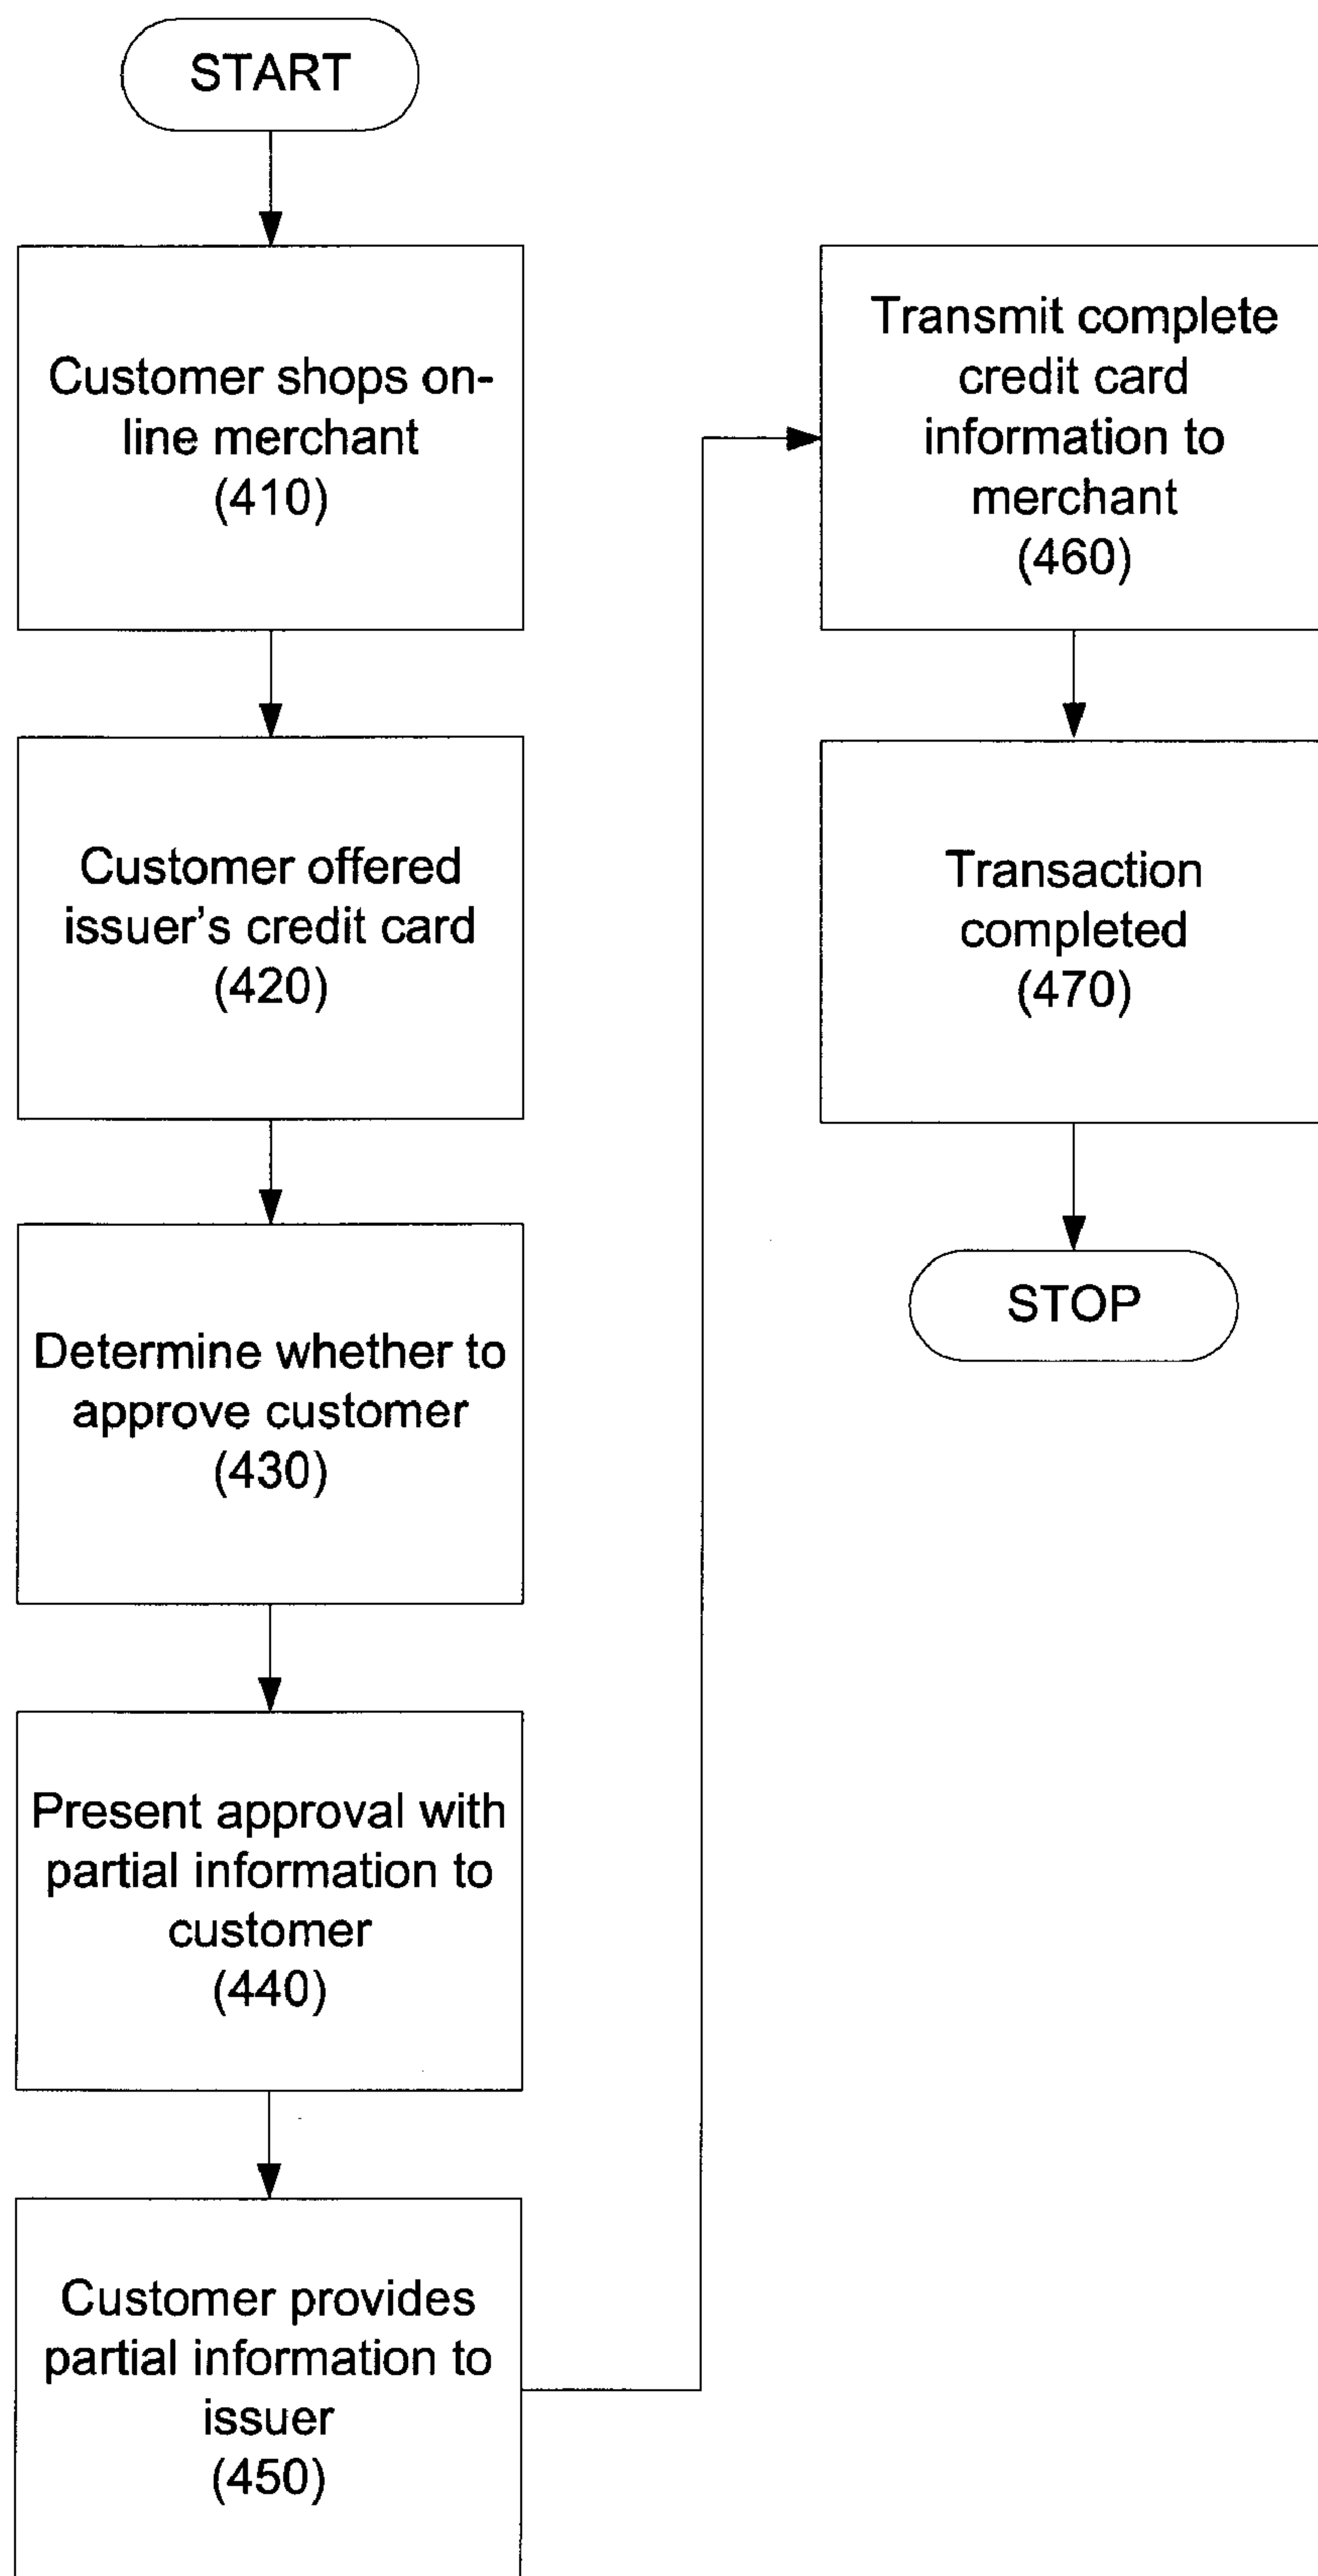 START
Customer shops on-
line merchant
(410)
Customer offered
issuer's credit card
(420)
Determine whether to
approve customer
(430)
Present approval with
partial information to
customer
(440)
Customer provides
partial information to
issuer
(450)
Transmit complete
credit card
information to
merchant
(460)
Transaction
completed
(470)
STOP